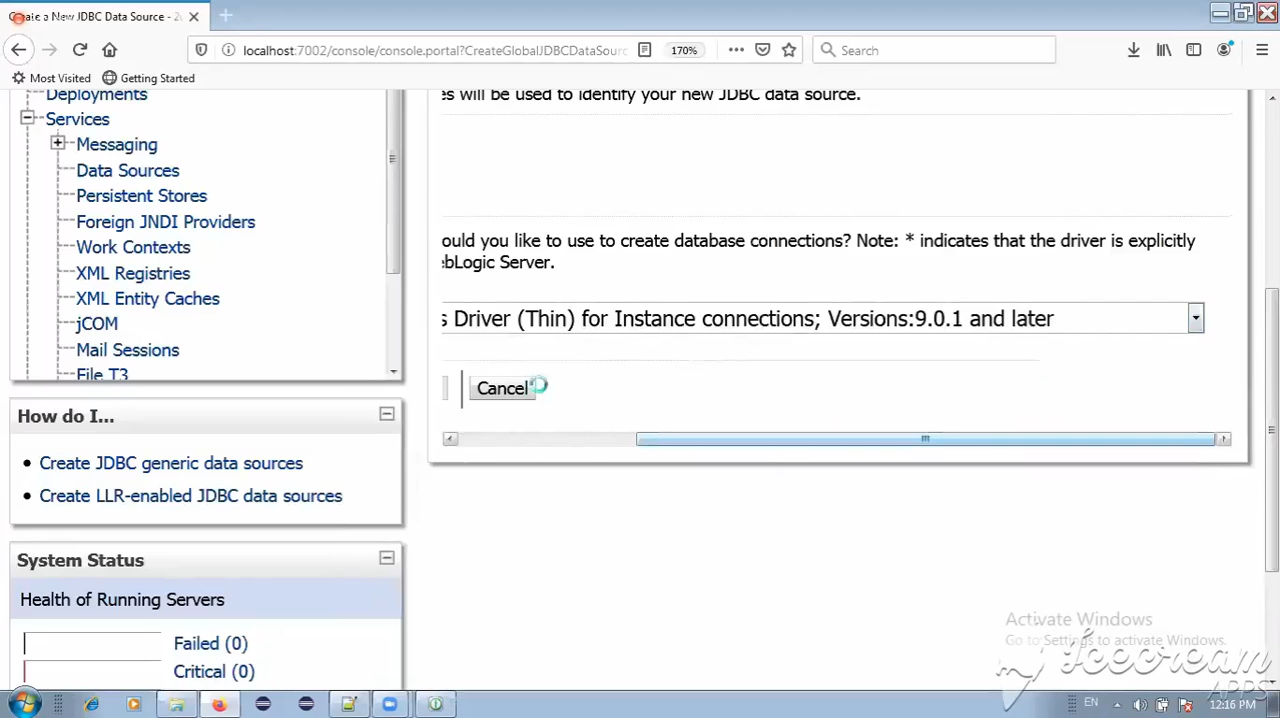 Create a New JDBC Data Source - 2
localhost:7002/console/console.portal?CreateGlobalJDBCDataSourc
170%
Search
Most Visited
Getting Started
Deployments
Services
Messaging
Data Sources
Persistent Stores
Foreign JNDI Providers
Work Contexts
XML Registries
XML Entity Caches
jCOM
Mail Sessions
File T3
es will be used to identify your new JDBC data source.
ould you like to use to create database connections? Note: * indicates that the driver is explicitly
ebLogic Server.
s Driver (Thin) for Instance connections; Versions:9.0.1 and later
Cancel
How do I...
Create JDBC generic data sources
Create LLR-enabled JDBC data sources
System Status
Health of Running Servers
Failed (0)
Critical (0)
Activate Windows
Go to Settings to activate Windows.
Icecream
APPS
EN
12:16 PM